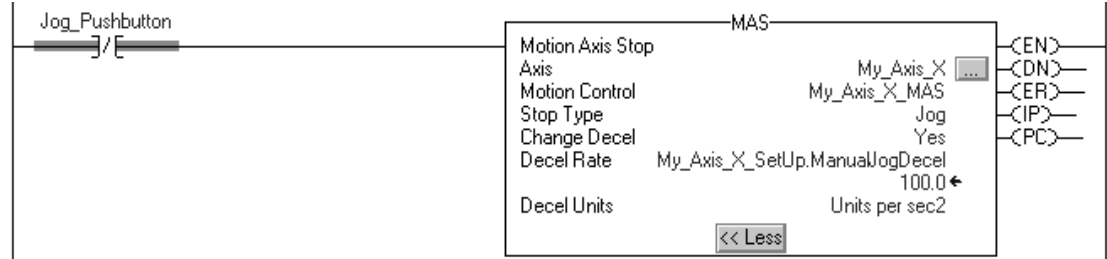 Jog_Pushbutton
MAS
Motion Axis Stop
Axis My_Axis_X ...
Motion Control My_Axis_X_MAS
Stop Type Jog
Change Decel Yes
Decel Rate My_Axis_X_SetUp.ManualJogDecel
100.0
Decel Units Units per sec2
<< Less
EN
DN
ER
IP
PC